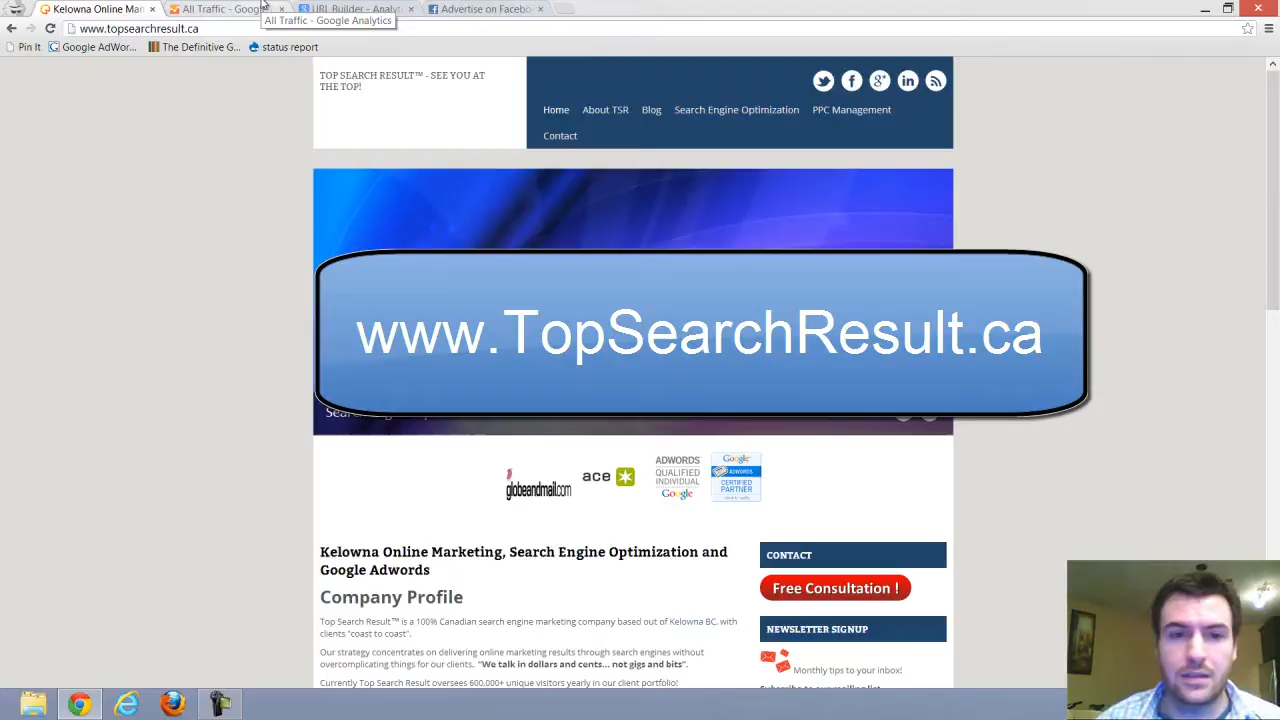 Kelowna Online Mar
All Traffic - Google
URL Builder – Analyt
Advertise on Facebo
All Traffic - Google Analytics
www.topsearchresult.ca
Pin It
Google AdWor...
The Definitive G...
status report
TOP SEARCH RESULT™ - SEE YOU AT
THE TOP!
Home
About TSR
Blog
Search Engine Optimization
PPC Management
Contact
www.TopSearchResult.ca
globeandmail.com
ace
ADWORDS
QUALIFIED
INDIVIDUAL
Google
Google
ADWORDS
CERTIFIED
PARTNER
Kelowna Online Marketing, Search Engine Optimization and
Google Adwords
Company Profile
Top Search Result™ is a 100% Canadian search engine marketing company based out of Kelowna BC, with
clients "coast to coast".
Our strategy concentrates on delivering online marketing results through search engines without
overcomplicating things for our clients. "We talk in dollars and cents... not gigs and bits".
Currently Top Search Result oversees 600,000+ unique visitors yearly in our client portfolio!
CONTACT
Free Consultation !
NEWSLETTER SIGNUP
Monthly tips to your inbox!